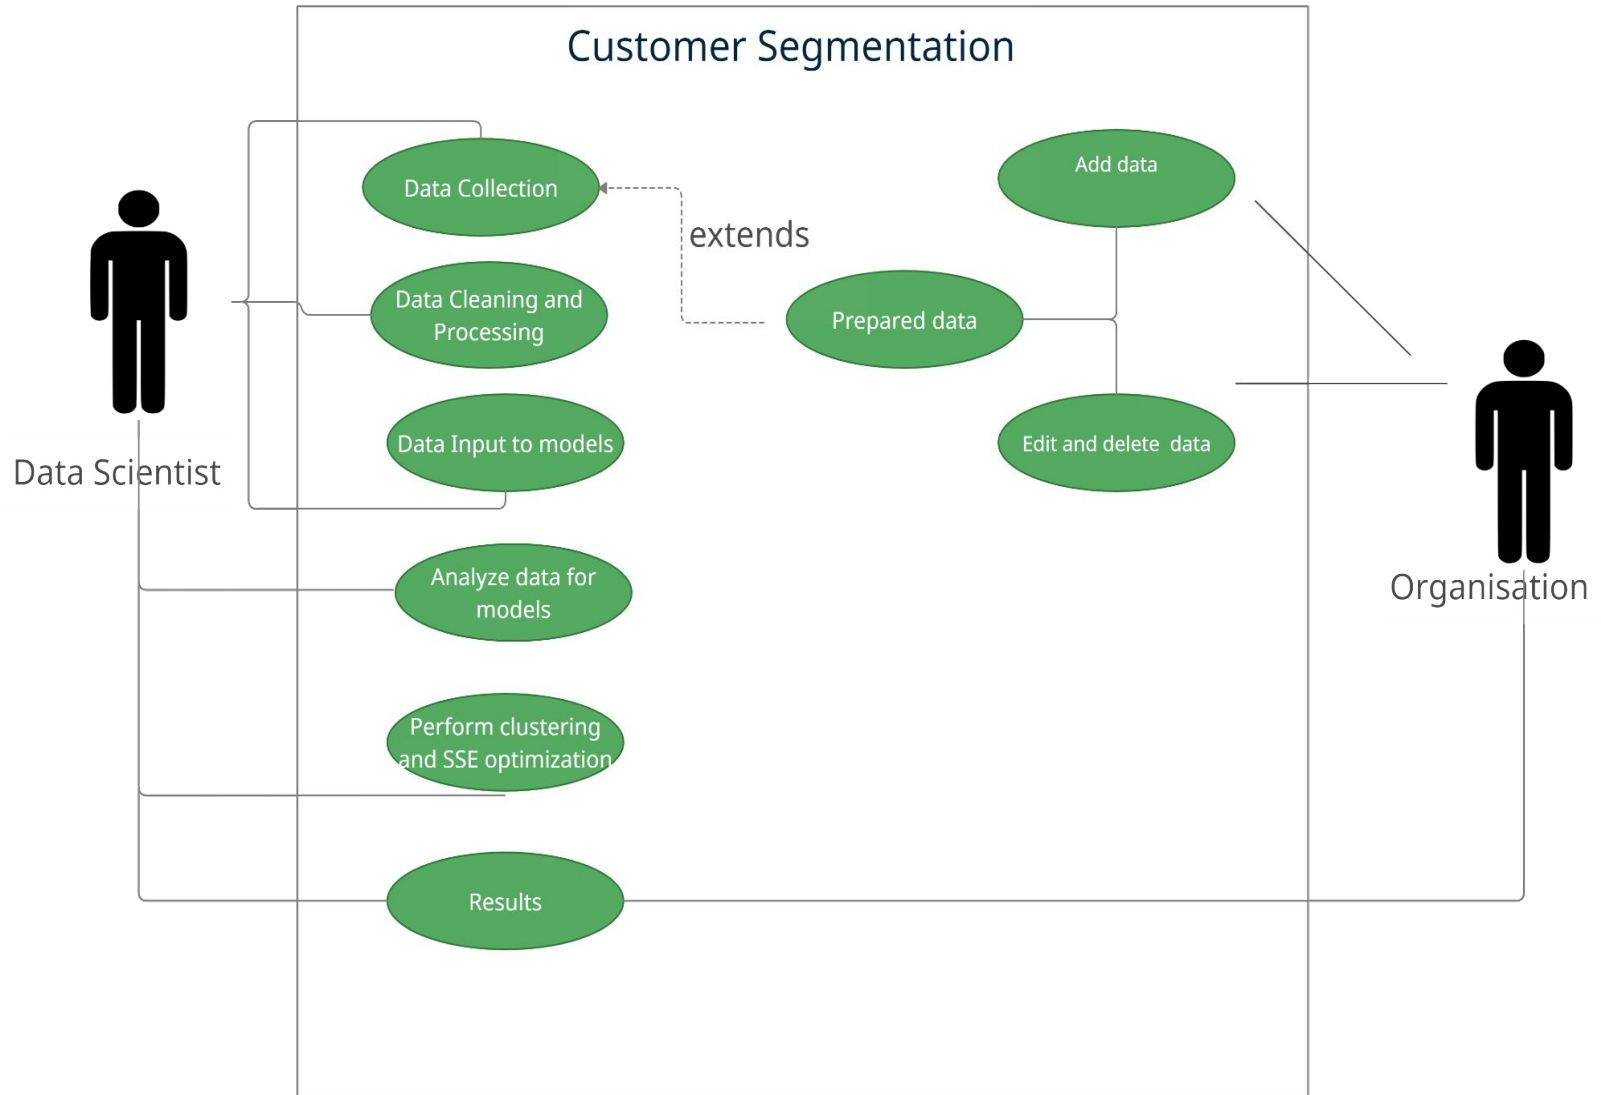 Customer Segmentation
Data Collection
Add data
extends
Data Cleaning and
Processing
Prepared data
Data Input to models
Edit and delete  data
Data Scientist
Analyze data for
models
Organisation
Perform clustering
and SSE optimization
Results